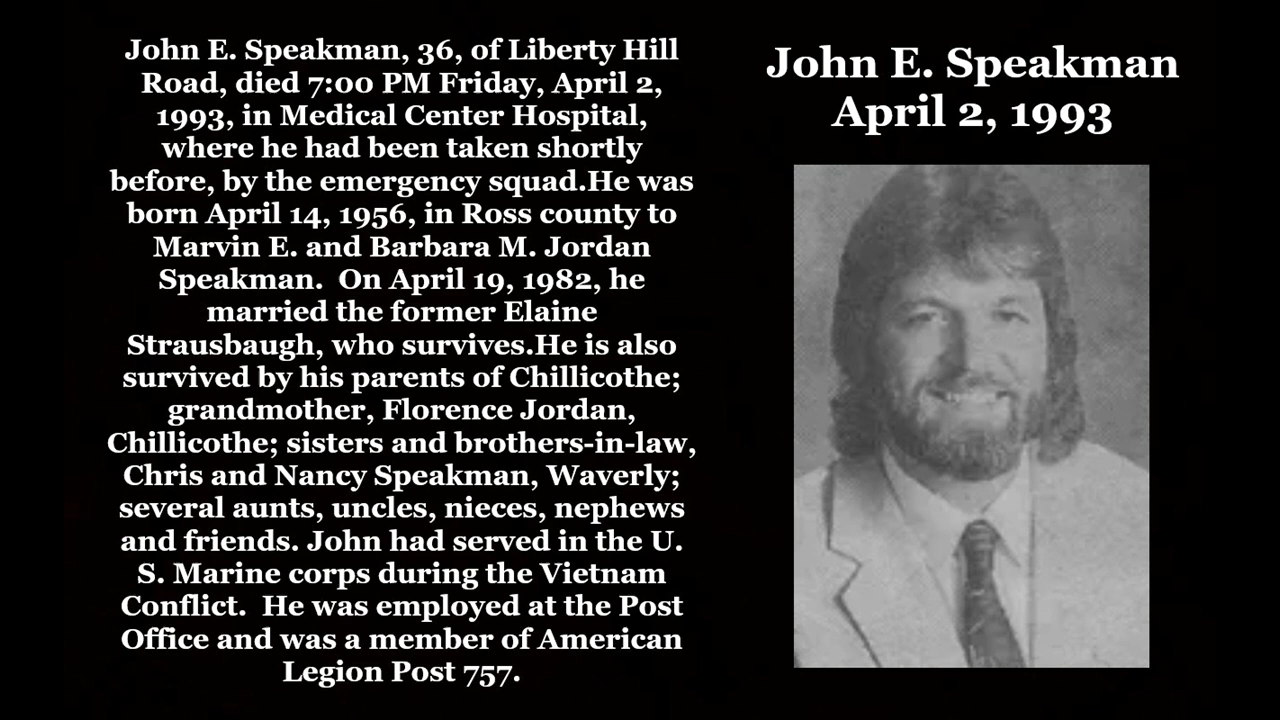 John E. Speakman, 36, of Liberty Hill
Road, died 7:00 PM Friday, April 2,
1993, in Medical Center Hospital,
where he had been taken shortly
before, by the emergency squad.He was
born April 14, 1956, in Ross county to
Marvin E. and Barbara M. Jordan
Speakman.  On April 19, 1982, he
married the former Elaine
Strausbaugh, who survives.He is also
survived by his parents of Chillicothe;
grandmother, Florence Jordan,
Chillicothe; sisters and brothers-in-law,
Chris and Nancy Speakman, Waverly;
several aunts, uncles, nieces, nephews
and friends. John had served in the U.
S. Marine corps during the Vietnam
Conflict.  He was employed at the Post
Office and was a member of American
Legion Post 757.
John E. Speakman
April 2, 1993